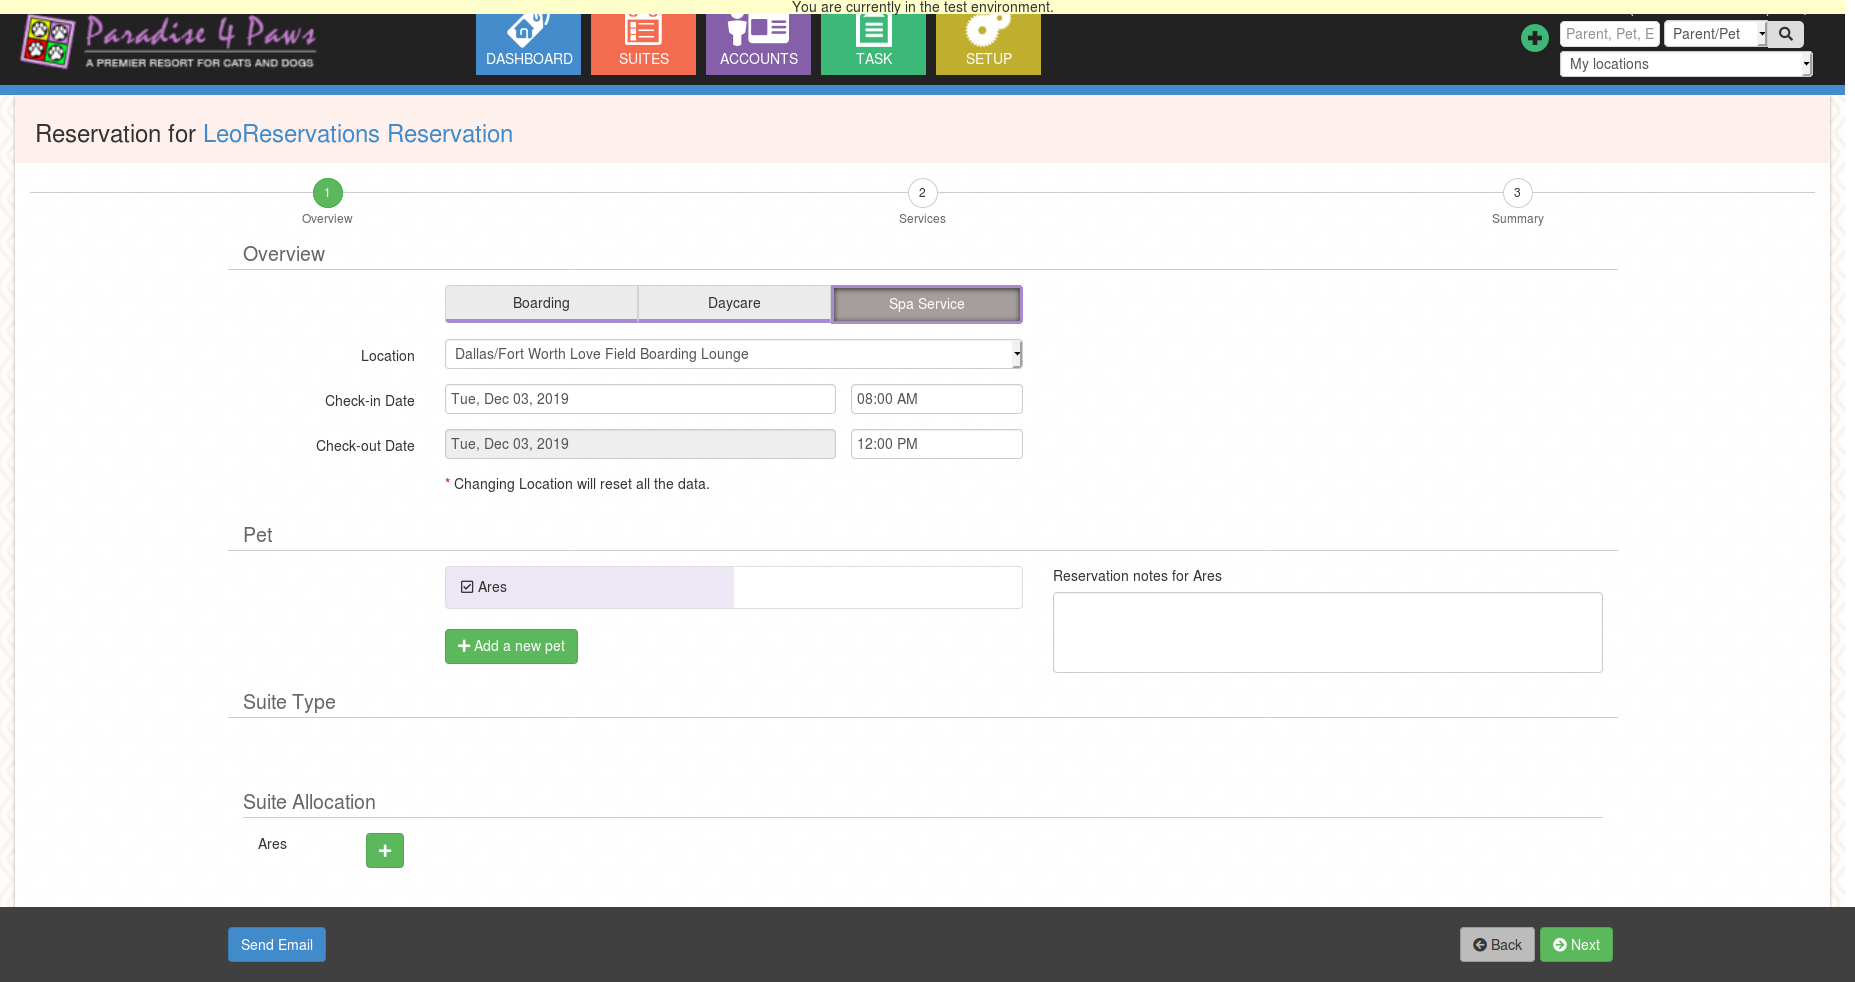 You are currently in the test environment.
Paradise 4 Paws
A PREMIER RESORT FOR CATS AND DOGS
DASHBOARD
SUITES
ACCOUNTS
TASK
SETUP
Parent, Pet, E
Parent/Pet
My locations
Reservation for LeoReservations Reservation
1
2
3
Overview
Services
Summary
Overview
Boarding
Daycare
Spa Service
Location
Dallas/Fort Worth Love Field Boarding Lounge
Check-in Date
Tue, Dec 03, 2019
08:00 AM
Check-out Date
Tue, Dec 03, 2019
12:00 PM
* Changing Location will reset all the data.
Pet
Ares
Reservation notes for Ares
Add a new pet
Suite Type
Suite Allocation
Ares
Send Email
Back
Next